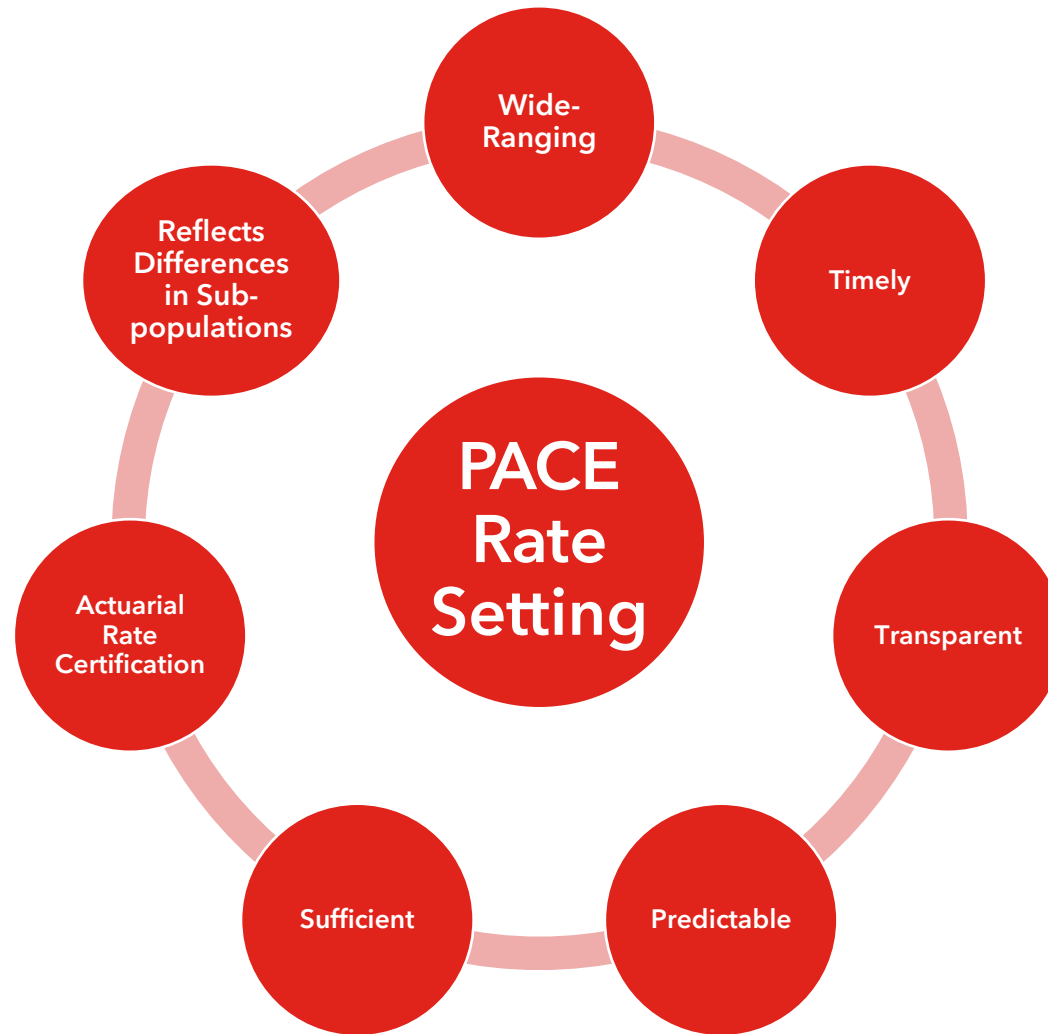 Wide-
Ranging
Timely
Transparent
Predictable
Sufficient
Actuarial
Rate
Certification
Reflects
Differences
in Sub-
populations
PACE
Rate
Setting